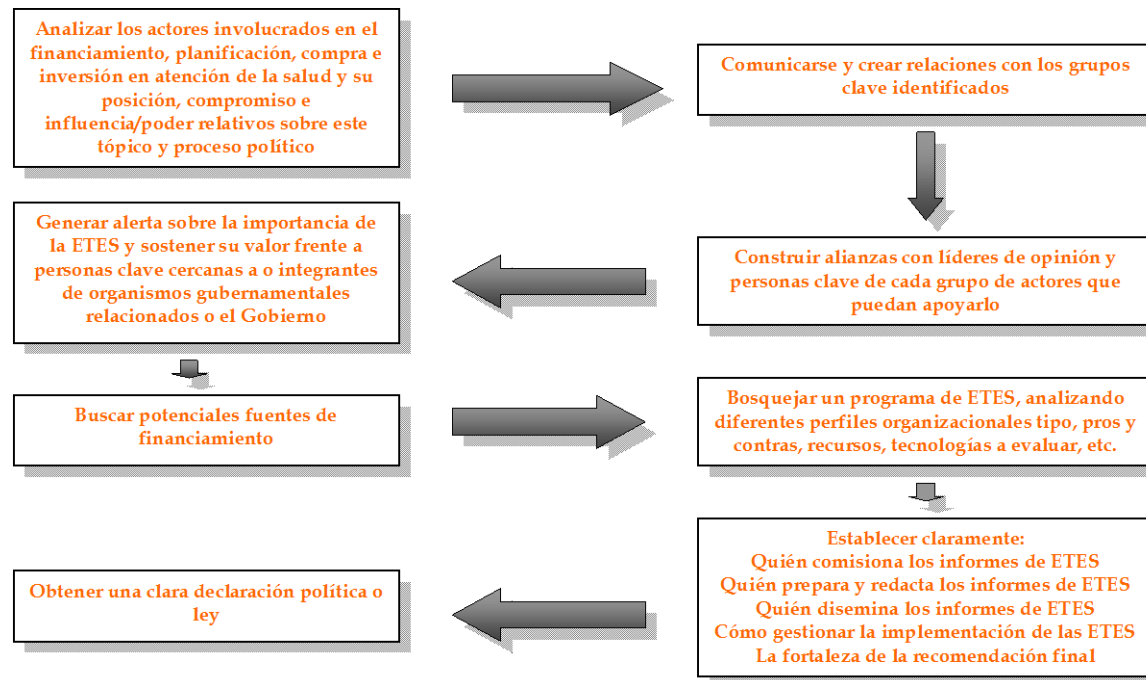 Analizar los actores involucrados en el
financiamiento, planificación, compra e
inversión en atención de la salud y su
posición, compromiso e
influencia/poder relativos sobre este
tópico y proceso político
Comunicarse y crear relaciones con los grupos
clave identificados
Construir alianzas con líderes de opinión y
personas clave de cada grupo de actores que
puedan apoyarlo
Generar alerta sobre la importancia de
la ETES y sostener su valor frente a
personas clave cercanas a o integrantes
de organismos gubernamentales
relacionados o el Gobierno
Buscar potenciales fuentes de
financiamiento
Bosquejar un programa de ETES, analizando
diferentes perfiles organizacionales tipo, pros y
contras, recursos, tecnologías a evaluar, etc.
Establecer claramente:
Quién comisiona los informes de ETES
Quién prepara y redacta los informes de ETES
Quién disemina los informes de ETES
Cómo gestionar la implementación de las ETES
La fortaleza de la recomendación final
Obtener una clara declaración política o
ley